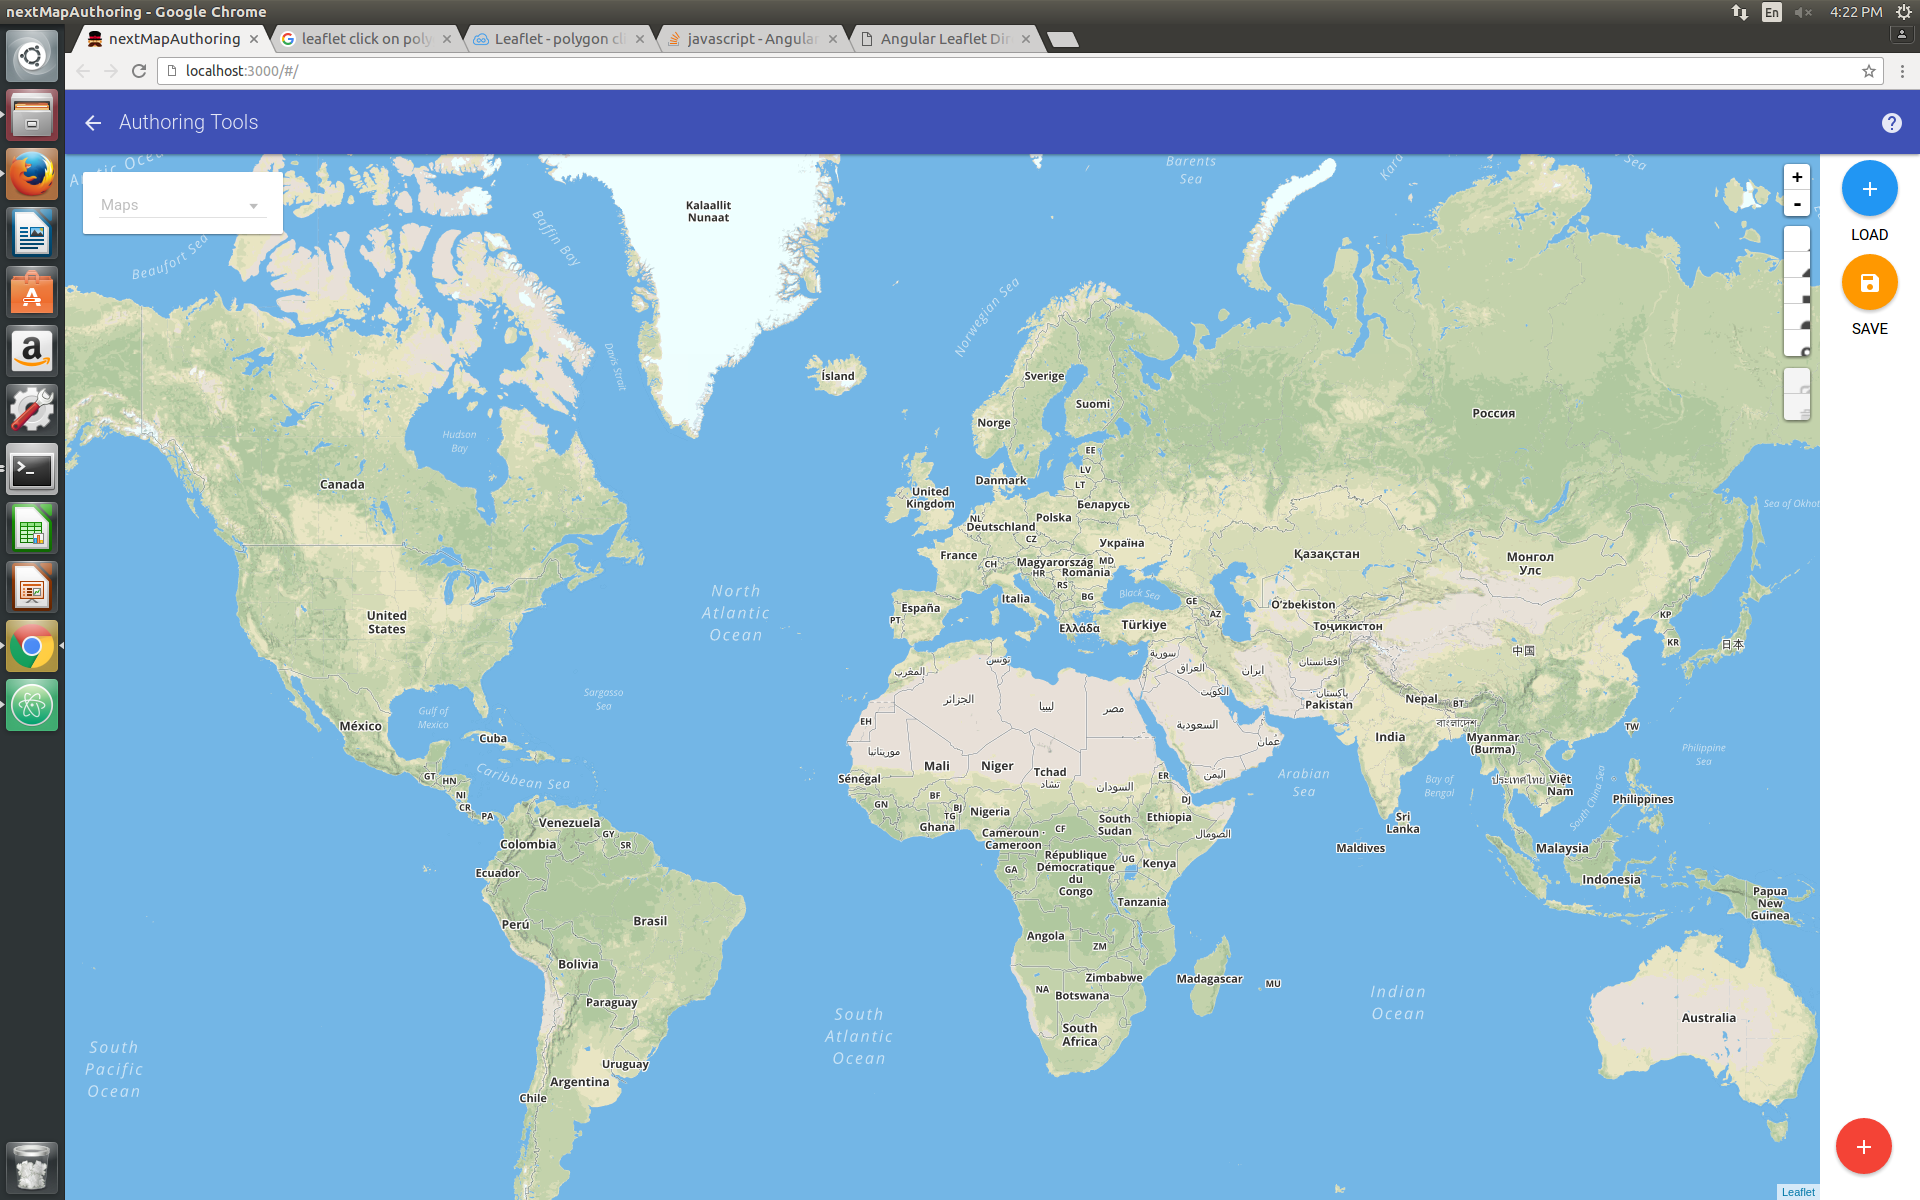 nextMapAuthoring - Google Chrome
En
4:22 PM
nextMapAuthoring
leaflet click on poly
Leaflet - polygon cli
javascript - Angular
Angular Leaflet Dir
localhost:3000/#/
Authoring Tools
Maps
LOAD
SAVE
+
-
Barents
Sea
Kara
Sea
Kalaallit
Nunaat
Baffin Bay
Beaufort Sea
Davis Strait
Norwegian Sea
Ísland
Sverige
Suomi
Norge
Россия
Hudson
Bay
Canada
EE
LV
LT
Danmark
United
Kingdom
Беларусь
Polska
NL
Deutschland
CZ
Україна
France
CH
Magyarország
MD
HR
România
RS
BG
Black Sea
Italia
España
PT
Ελλάδα
Türkiye
GE
AZ
Қазақстан
Монгол
Улс
Sea of Okhot
Oʻzbekiston
Тоҷикистон
KP
KR
日本
中国
North
Atlantic
Ocean
United
States
Sargasso
Sea
Gulf of
Mexico
México
Cuba
Caribbean Sea
GT
HN
NI
CR
PA
المغرب
تونس
الجزائر
ليبيا
مصر
سورية
العراق
ایران
افغانستان
الكويت
پاکستان
Pakistan
Nepal
BT
বাংলাদেশ
السعودية
عمان
اليمن
EH
موريتانيا
Mali
Niger
Tchad
تشاد
السودان
ER
Sénégal
GN
BF
BJ
TG
Ghana
Nigeria
Cameroun ·
Cameroon
CF
South
Sudan
DJ
Ethiopia
الصومال
India
Myanmar
(Burma)
TW
Philippine
Sea
Arabian
Sea
Bay of
Bengal
ประเทศไทย
Việt
Nam
South China Sea
Philippines
Sri
Lanka
Maldives
Malaysia
Indonesia
Papua
New
Guinea
Venezuela
GY
SR
Colombia
Ecuador
Perú
Brasil
Bolivia
Paraguay
Uruguay
Argentina
Chile
GA
République
Démocratique
du
Congo
UG
Kenya
Tanzania
Angola
ZM
Zimbabwe
NA
Botswana
Madagascar
MU
South
Africa
South
Atlantic
Ocean
Indian
Ocean
Australia
South
Pacific
Ocean
Leaflet